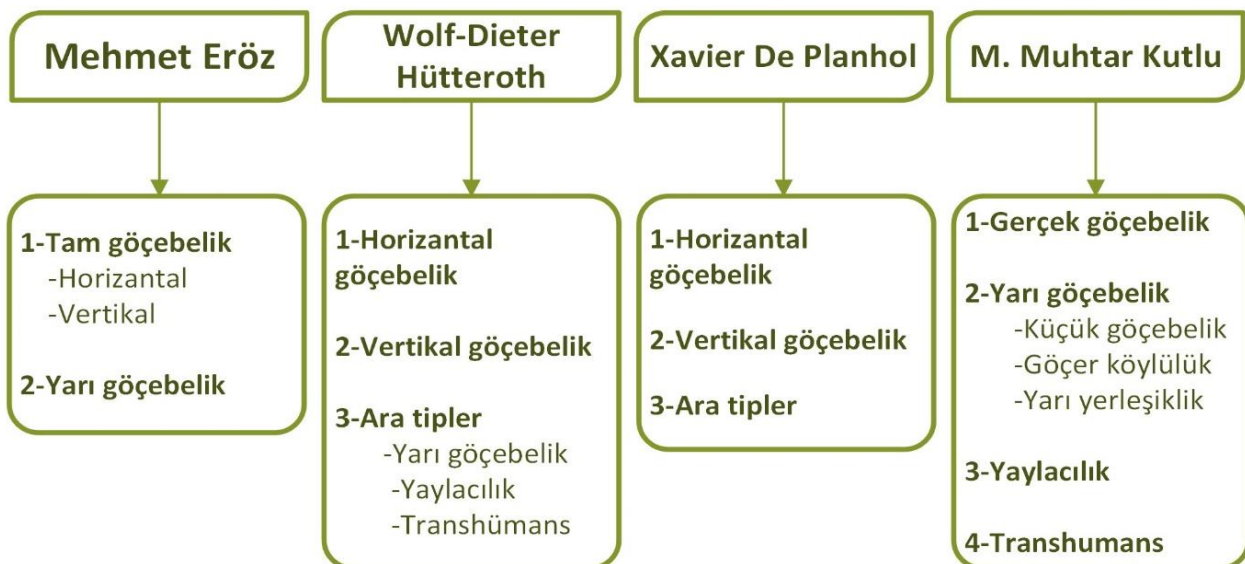 Mehmet Eröz
Wolf-Dieter
Hütteroth
Xavier De Planhol
M. Muhtar Kutlu
1-Tam göçebelik
-Horizantal
-Vertikal
2-Yarı göçebelik
1-Horizantal
göçebelik
2-Vertikal göçebelik
3-Ara tipler
-Yarı göçebelik
-Yaylacılık
-Transhümans
1-Horizantal
göçebelik
2-Vertikal göçebelik
3-Ara tipler
1-Gerçek göçebelik
2-Yarı göçebelik
-Küçük göçebelik
-Göçer köylülük
-Yarı yerleşiklik
3-Yaylacılık
4-Transhumans